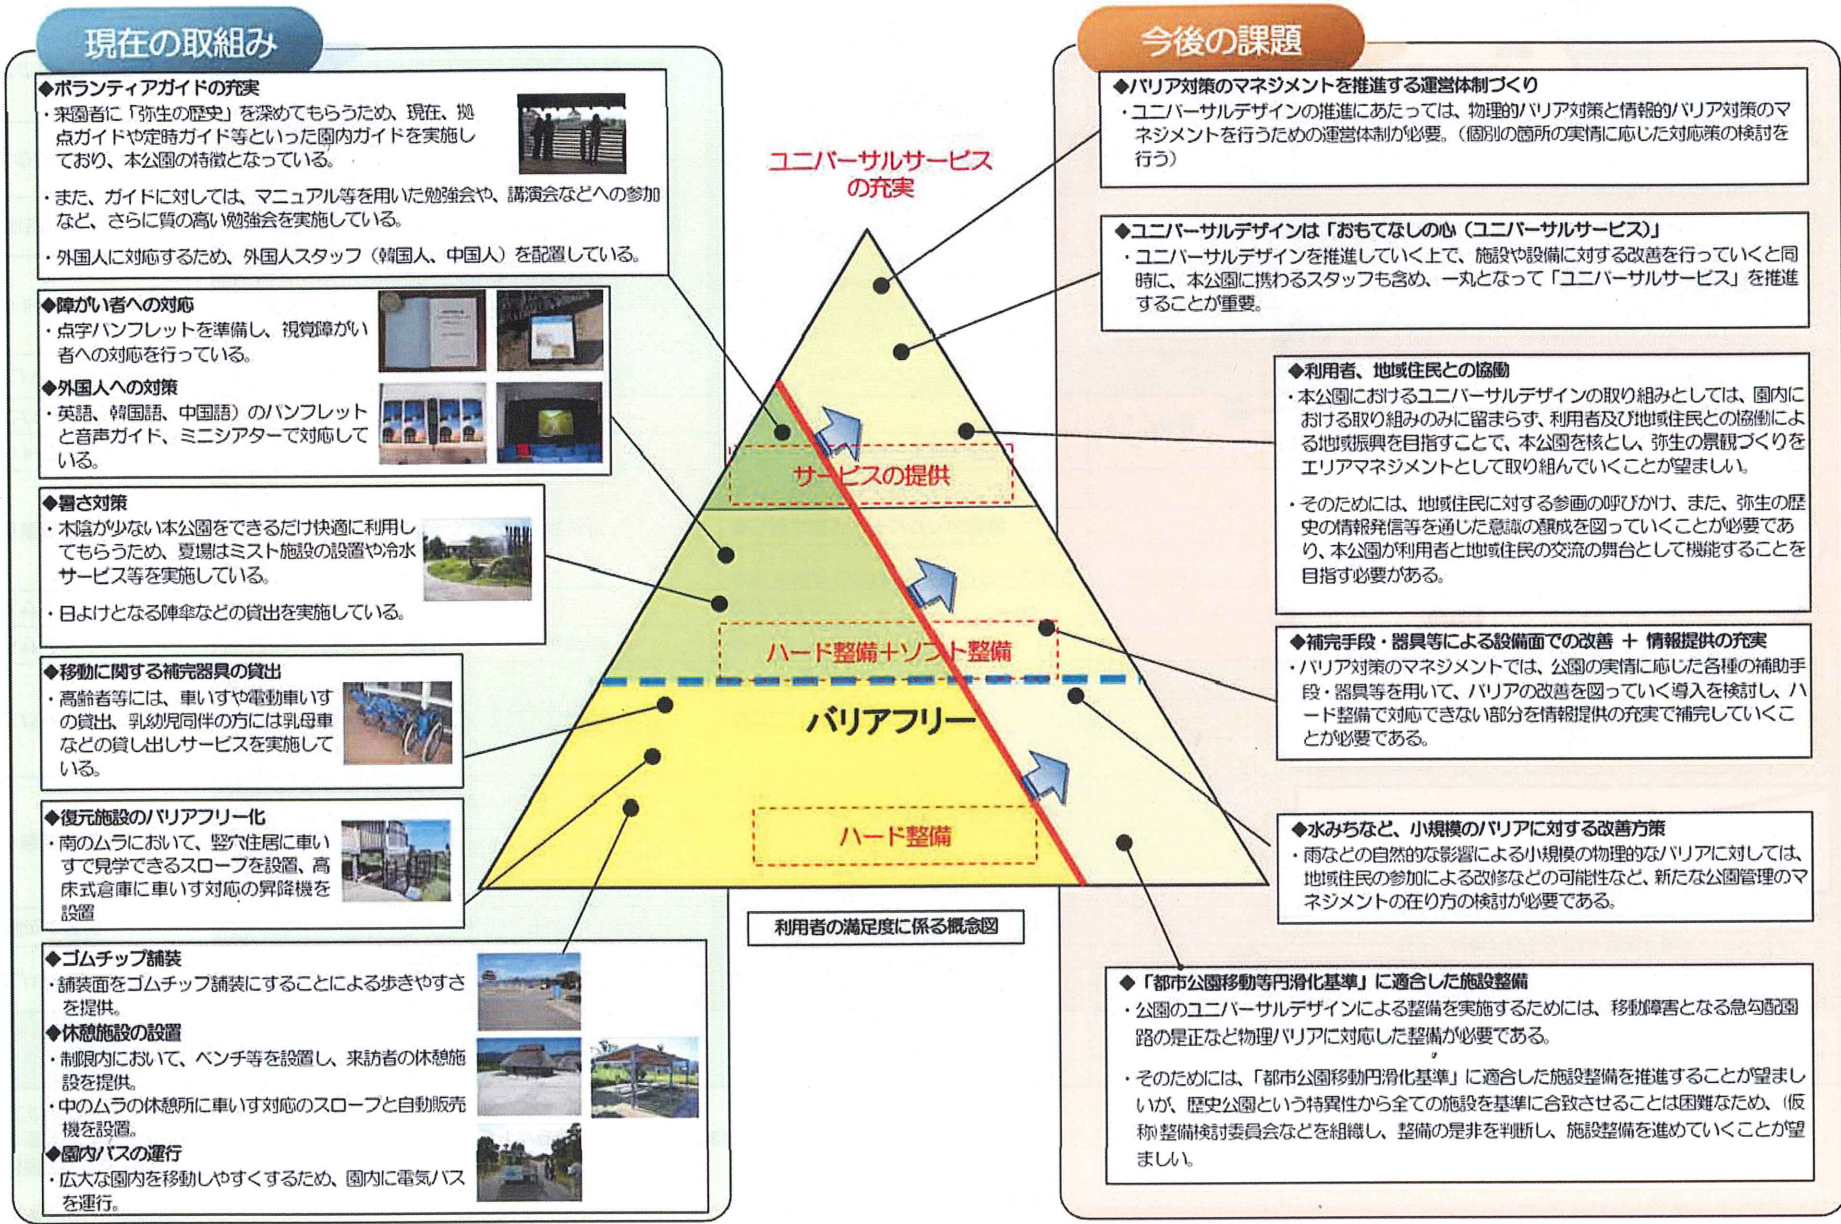 現在の取組み
◆ボランティアガイドの充実
・来園者に「弥生の歴史」を深めてもらうため、現在、拠
点ガイドや定時ガイド等といった園内ガイドを実施し
ており、本公園の特徴となっている。
・また、ガイドに対しては、マニュアル等を用いた勉強会や、講演会などへの参加
など、さらに質の高い勉強会を実施している。
・外国人に対応するため、外国人スタッフ（韓国人、中国人）を配置している。
◆障がい者への対応
・点字パンフレットを準備し、視覚障がい
者への対応を行っている。
◆外国人への対策
・英語、韓国語、中国語）のパンフレット
と音声ガイド、ミニシアターで対応して
いる。
◆暑さ対策
・木陰が少ない本公園をできるだけ快適に利用し
てもらうため、夏場はミスト施設の設置や冷水
サービス等を実施している。
・日よけとなる陣傘などの貸出を実施している。
◆移動に関する補完器具の貸出
・高齢者等には、車いすや電動車いす
の貸出、乳幼児同伴の方には乳母車
などの貸し出しサービスを実施して
いる。
◆復元施設のバリアフリー化
・南のムラにおいて、竪穴住居に車い
すで見学できるスロープを設置、高
床式倉庫に車いす対応の昇降機を
設置
◆ゴムチップ舗装
・舗装面をゴムチップ舗装にすることによる歩きやすさ
を提供。
◆休憩施設の設置
・制限内において、ベンチ等を設置し、来訪者の休憩施
設を提供。
・中のムラの休憩所に車いす対応のスロープと自動販売
機を設置。
◆園内バスの運行
・広大な園内を移動しやすくするため、園内に電気バス
を運行。
ユニバーサルサービス
の充実
サービスの提供
ハード整備＋ソフト整備
バリアフリー
ハード整備
利用者の満足度に係る概念図
今後の課題
◆バリア対策のマネジメントを推進する運営体制づくり
・ユニバーサルデザインの推進にあたっては、物理的バリア対策と情報的バリア対策のマ
ネジメントを行うための運営体制が必要。（個別の箇所の実情に応じた対応策の検討を
行う）
◆ユニバーサルデザインは「おもてなしの心（ユニバーサルサービス）」
・ユニバーサルデザインを推進していく上で、施設や設備に対する改善を行っていくと同
時に、本公園に携わるスタッフも含め、一丸となって「ユニバーサルサービス」を推進
することが重要。
◆利用者、地域住民との協働
・本公園におけるユニバーサルデザインの取り組みとしては、園内に
おける取り組みのみに留まらず、利用者及び地域住民との協働によ
る地域振興を目指すことで、本公園を核とし、弥生の景観づくりを
エリアマネジメントとして取り組んでいくことが望ましい。
・そのためには、地域住民に対する参画の呼びかけ、また、弥生の歴
史の情報発信等を通じた意識の醸成を図っていくことが必要であ
り、本公園が利用者と地域住民の交流の舞台として機能することを
目指す必要がある。
◆補完手段・器具等による設備面での改善 ＋ 情報提供の充実
・バリア対策のマネジメントでは、公園の実情に応じた各種の補助手
段・器具等を用いて、バリアの改善を図っていく導入を検討し、ハ
ード整備で対応できない部分を情報提供の充実で補完していくこ
とが必要である。
◆水みちなど、小規模のバリアに対する改善方策
・雨などの自然的な影響による小規模の物理的なバリアに対しては、
地域住民の参加による改修などの可能性など、新たな公園管理のマ
ネジメントの在り方の検討が必要である。
◆「都市公園移動等円滑化基準」に適合した施設整備
・公園のユニバーサルデザインによる整備を実施するためには、移動障害となる急勾配園
路の是正など物理バリアに対応した整備が必要である。
・そのためには、「都市公園移動円滑化基準」に適合した施設整備を推進することが望まし
いが、歴史公園という特異性から全ての施設を基準に合致させることは困難なため、(仮
称)整備検討委員会などを組織し、整備の是非を判断し、施設整備を進めていくことが望
ましい。